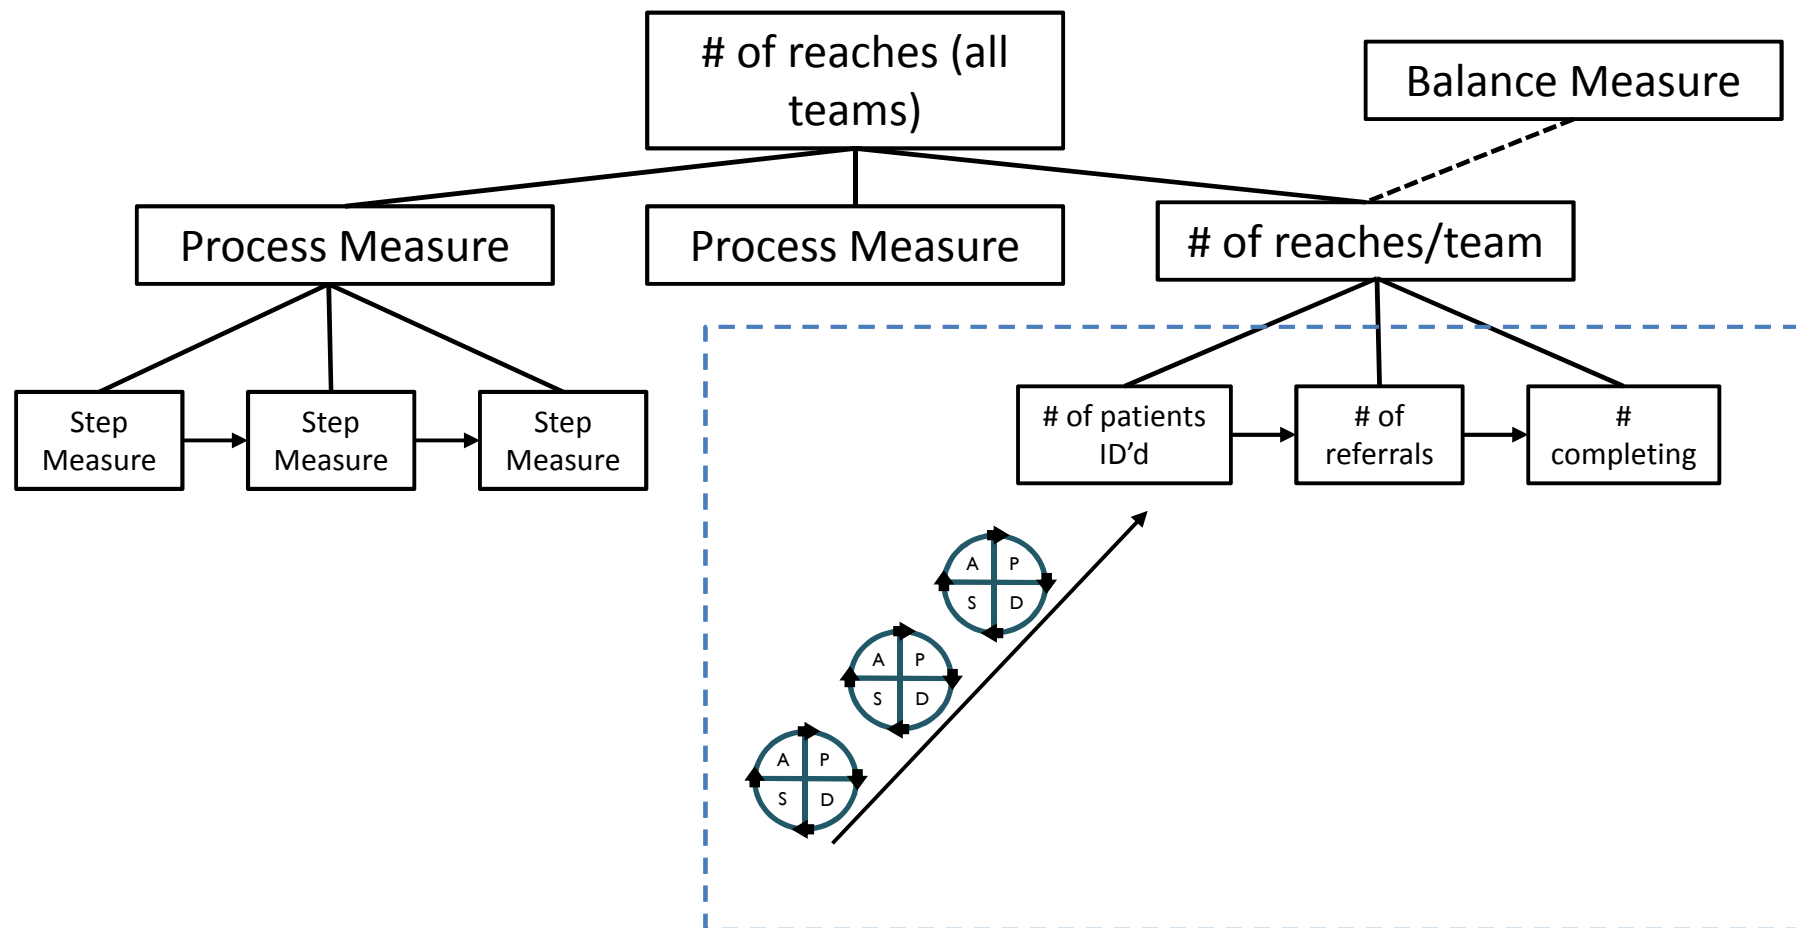 # of reaches (all
teams)
Balance Measure
Process Measure
Process Measure
# of reaches/team
Step
Measure
Step
Measure
Step
Measure
# of patients
ID’d
# of
referrals
#
completing
A P
S D
A P
S D
A P
S D